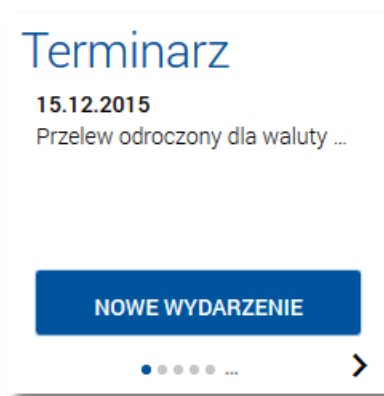 Terminarz
15.12.2015
Przelew odroczony dla waluty ...
NOWE WYDARZENIE
...